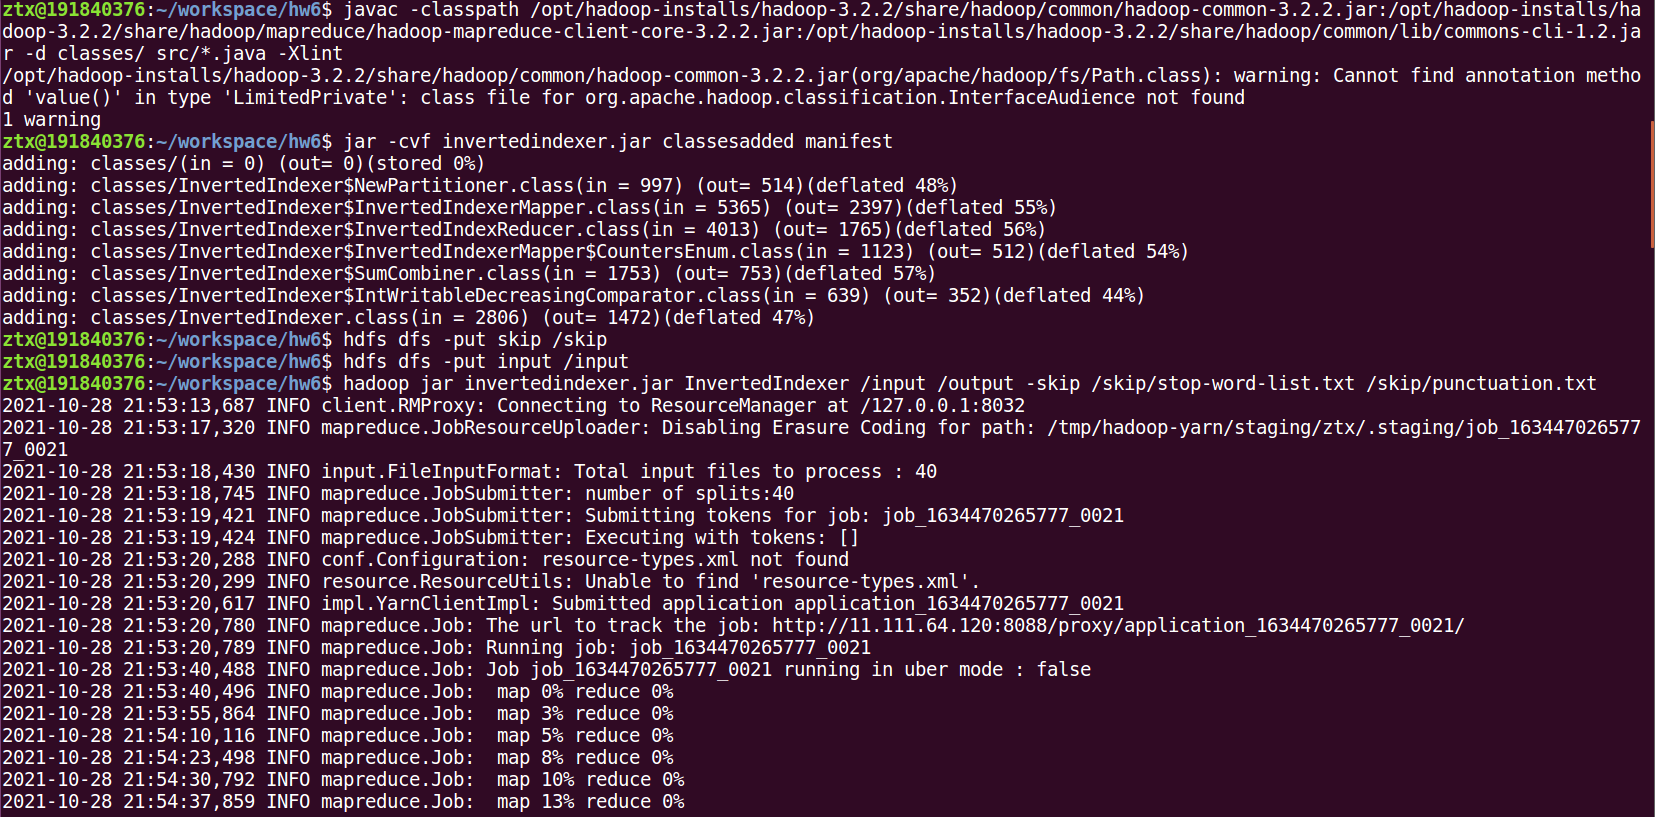 ztx@191840376:~/workspace/hw6$ javac -classpath /opt/hadoop-installs/hadoop-3.2.2/share/hadoop/common/hadoop-common-3.2.2.jar:/opt/hadoop-installs/ha
doop-3.2.2/share/hadoop/mapreduce/hadoop-mapreduce-client-core-3.2.2.jar:/opt/hadoop-installs/hadoop-3.2.2/share/hadoop/common/lib/commons-cli-1.2.ja
r -d classes/ src/*.java -Xlint
/opt/hadoop-installs/hadoop-3.2.2/share/hadoop/common/hadoop-common-3.2.2.jar(org/apache/hadoop/fs/Path.class): warning: Cannot find annotation metho
d 'value()' in type 'LimitedPrivate': class file for org.apache.hadoop.classification.InterfaceAudience not found
1 warning
ztx@191840376:~/workspace/hw6$ jar -cvf invertedindexer.jar classesadded manifest
adding: classes/(in = 0) (out= 0)(stored 0%)
adding: classes/InvertedIndexer$NewPartitioner.class(in = 997) (out= 514)(deflated 48%)
adding: classes/InvertedIndexer$InvertedIndexerMapper.class(in = 5365) (out= 2397)(deflated 55%)
adding: classes/InvertedIndexer$InvertedIndexReducer.class(in = 4013) (out= 1765)(deflated 56%)
adding: classes/InvertedIndexer$InvertedIndexerMapper$CountersEnum.class(in = 1123) (out= 512)(deflated 54%)
adding: classes/InvertedIndexer$SumCombiner.class(in = 1753) (out= 753)(deflated 57%)
adding: classes/InvertedIndexer$IntWritableDecreasingComparator.class(in = 639) (out= 352)(deflated 44%)
adding: classes/InvertedIndexer.class(in = 2806) (out= 1472)(deflated 47%)
ztx@191840376:~/workspace/hw6$ hdfs dfs -put skip /skip
ztx@191840376:~/workspace/hw6$ hdfs dfs -put input /input
ztx@191840376:~/workspace/hw6$ hadoop jar invertedindexer.jar InvertedIndexer /input /output -skip /skip/stop-word-list.txt /skip/punctuation.txt
2021-10-28 21:53:13,687 INFO client.RMProxy: Connecting to ResourceManager at /127.0.0.1:8032
2021-10-28 21:53:17,320 INFO mapreduce.JobResourceUploader: Disabling Erasure Coding for path: /tmp/hadoop-yarn/staging/ztx/.staging/job_163447026577
7_0021
2021-10-28 21:53:18,430 INFO input.FileInputFormat: Total input files to process : 40
2021-10-28 21:53:18,745 INFO mapreduce.JobSubmitter: number of splits:40
2021-10-28 21:53:19,421 INFO mapreduce.JobSubmitter: Submitting tokens for job: job_1634470265777_0021
2021-10-28 21:53:19,424 INFO mapreduce.JobSubmitter: Executing with tokens: []
2021-10-28 21:53:20,288 INFO conf.Configuration: resource-types.xml not found
2021-10-28 21:53:20,299 INFO resource.ResourceUtils: Unable to find 'resource-types.xml'.
2021-10-28 21:53:20,617 INFO impl.YarnClientImpl: Submitted application application_1634470265777_0021
2021-10-28 21:53:20,780 INFO mapreduce.Job: The url to track the job: http://11.111.64.120:8088/proxy/application_1634470265777_0021/
2021-10-28 21:53:20,789 INFO mapreduce.Job: Running job: job_1634470265777_0021
2021-10-28 21:53:40,488 INFO mapreduce.Job: Job job_1634470265777_0021 running in uber mode : false
2021-10-28 21:53:40,496 INFO mapreduce.Job:  map 0% reduce 0%
2021-10-28 21:53:55,864 INFO mapreduce.Job:  map 3% reduce 0%
2021-10-28 21:54:10,116 INFO mapreduce.Job:  map 5% reduce 0%
2021-10-28 21:54:23,498 INFO mapreduce.Job:  map 8% reduce 0%
2021-10-28 21:54:30,792 INFO mapreduce.Job:  map 10% reduce 0%
2021-10-28 21:54:37,859 INFO mapreduce.Job:  map 13% reduce 0%